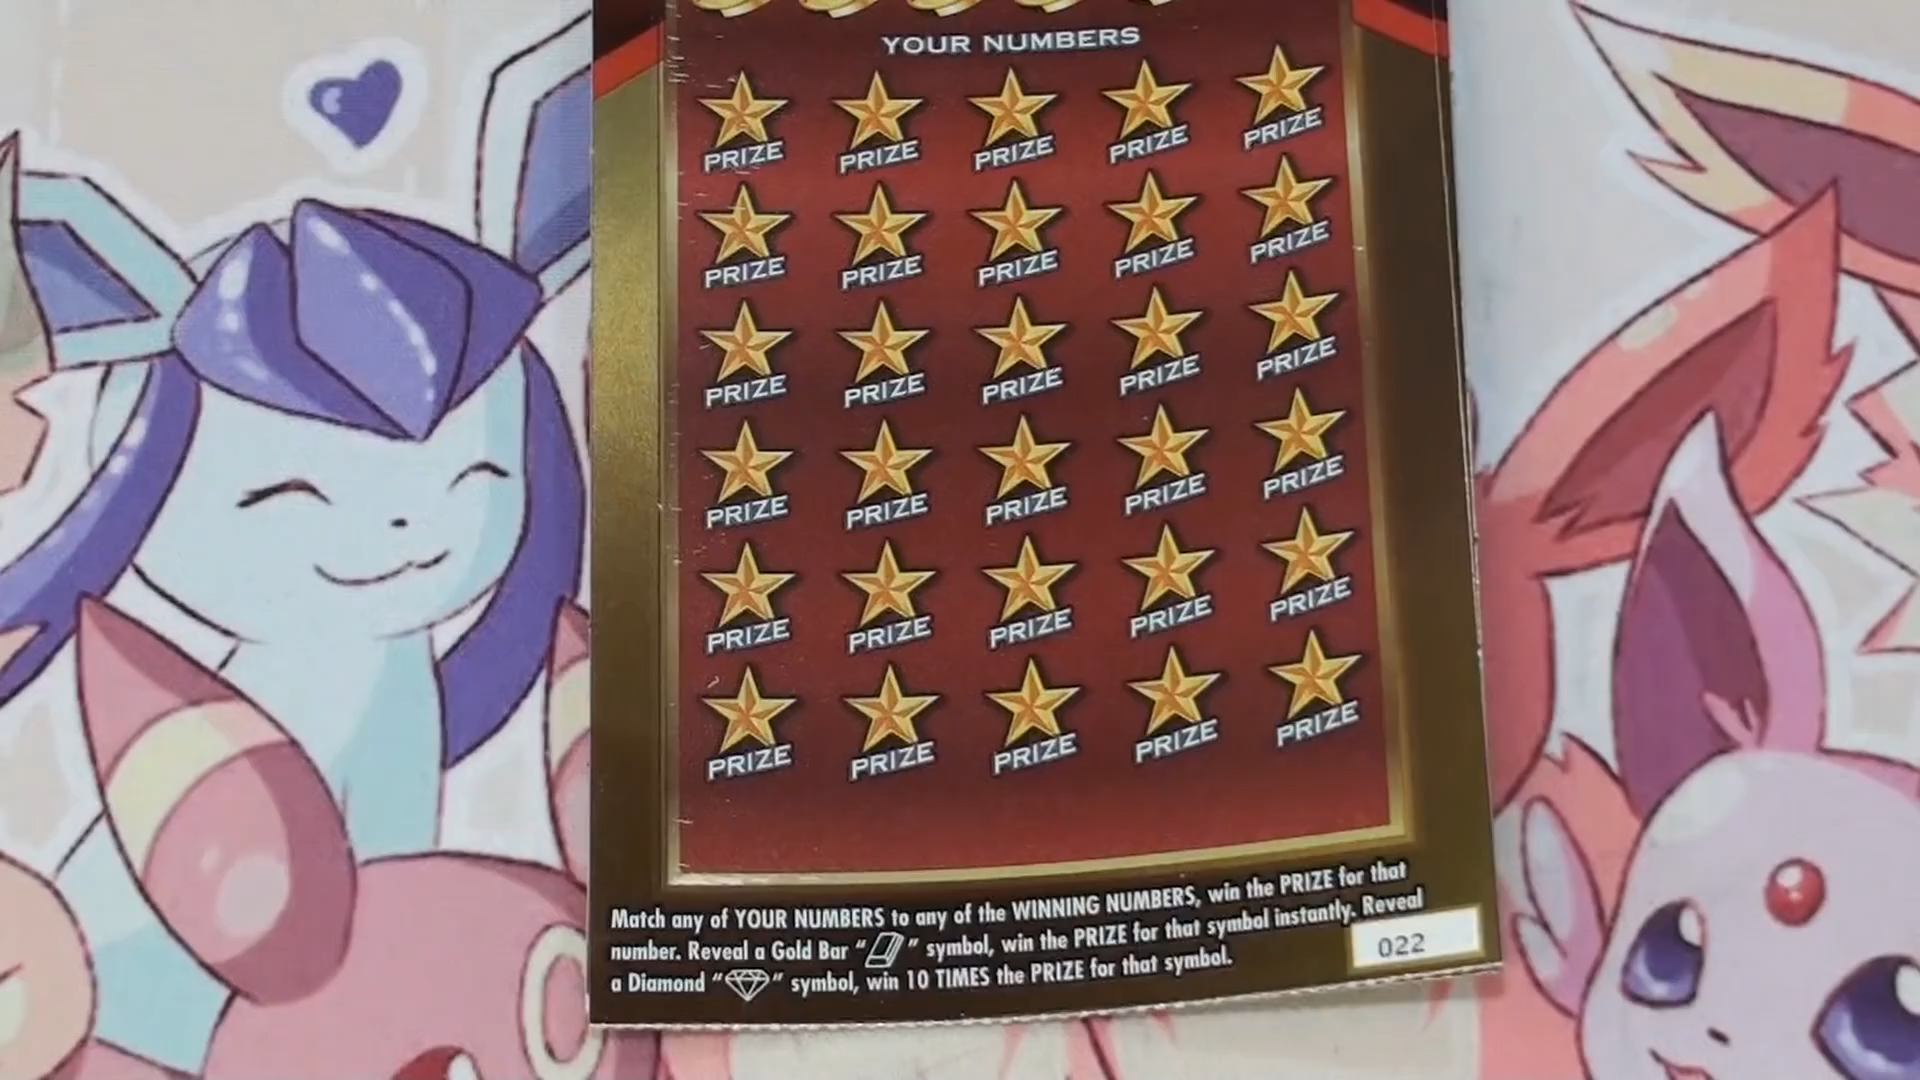 YOUR NUMBERS
PRIZE PRIZE PRIZE PRIZE PRIZE
PRIZE PRIZE PRIZE PRIZE PRIZE
PRIZE PRIZE PRIZE PRIZE PRIZE
PRIZE PRIZE PRIZE PRIZE PRIZE
PRIZE PRIZE PRIZE PRIZE PRIZE
PRIZE PRIZE PRIZE PRIZE PRIZE
Match any of YOUR NUMBERS to any of the WINNING NUMBERS, win the PRIZE for that
number. Reveal a Gold Bar “ ” symbol, win the PRIZE for that symbol instantly. Reveal
a Diamond “ ” symbol, win 10 TIMES the PRIZE for that symbol.
022